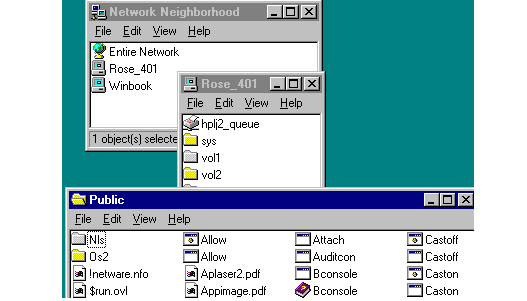 Network Neighborhood
File Edit View Help
Entire Network
Rose_401
Winbook
1 object(s) selecte
Rose_401
File Edit View Help
hplj2_queue
sys
vol1
vol2
Public
File Edit View Help
Nls Allow Attach Castoff
Os2 Allow Auditcon Castoff
!netware.nfo Aplaser2.pdf Bconsole Caston
$run.ovl Appimage.pdf Bconsole Caston